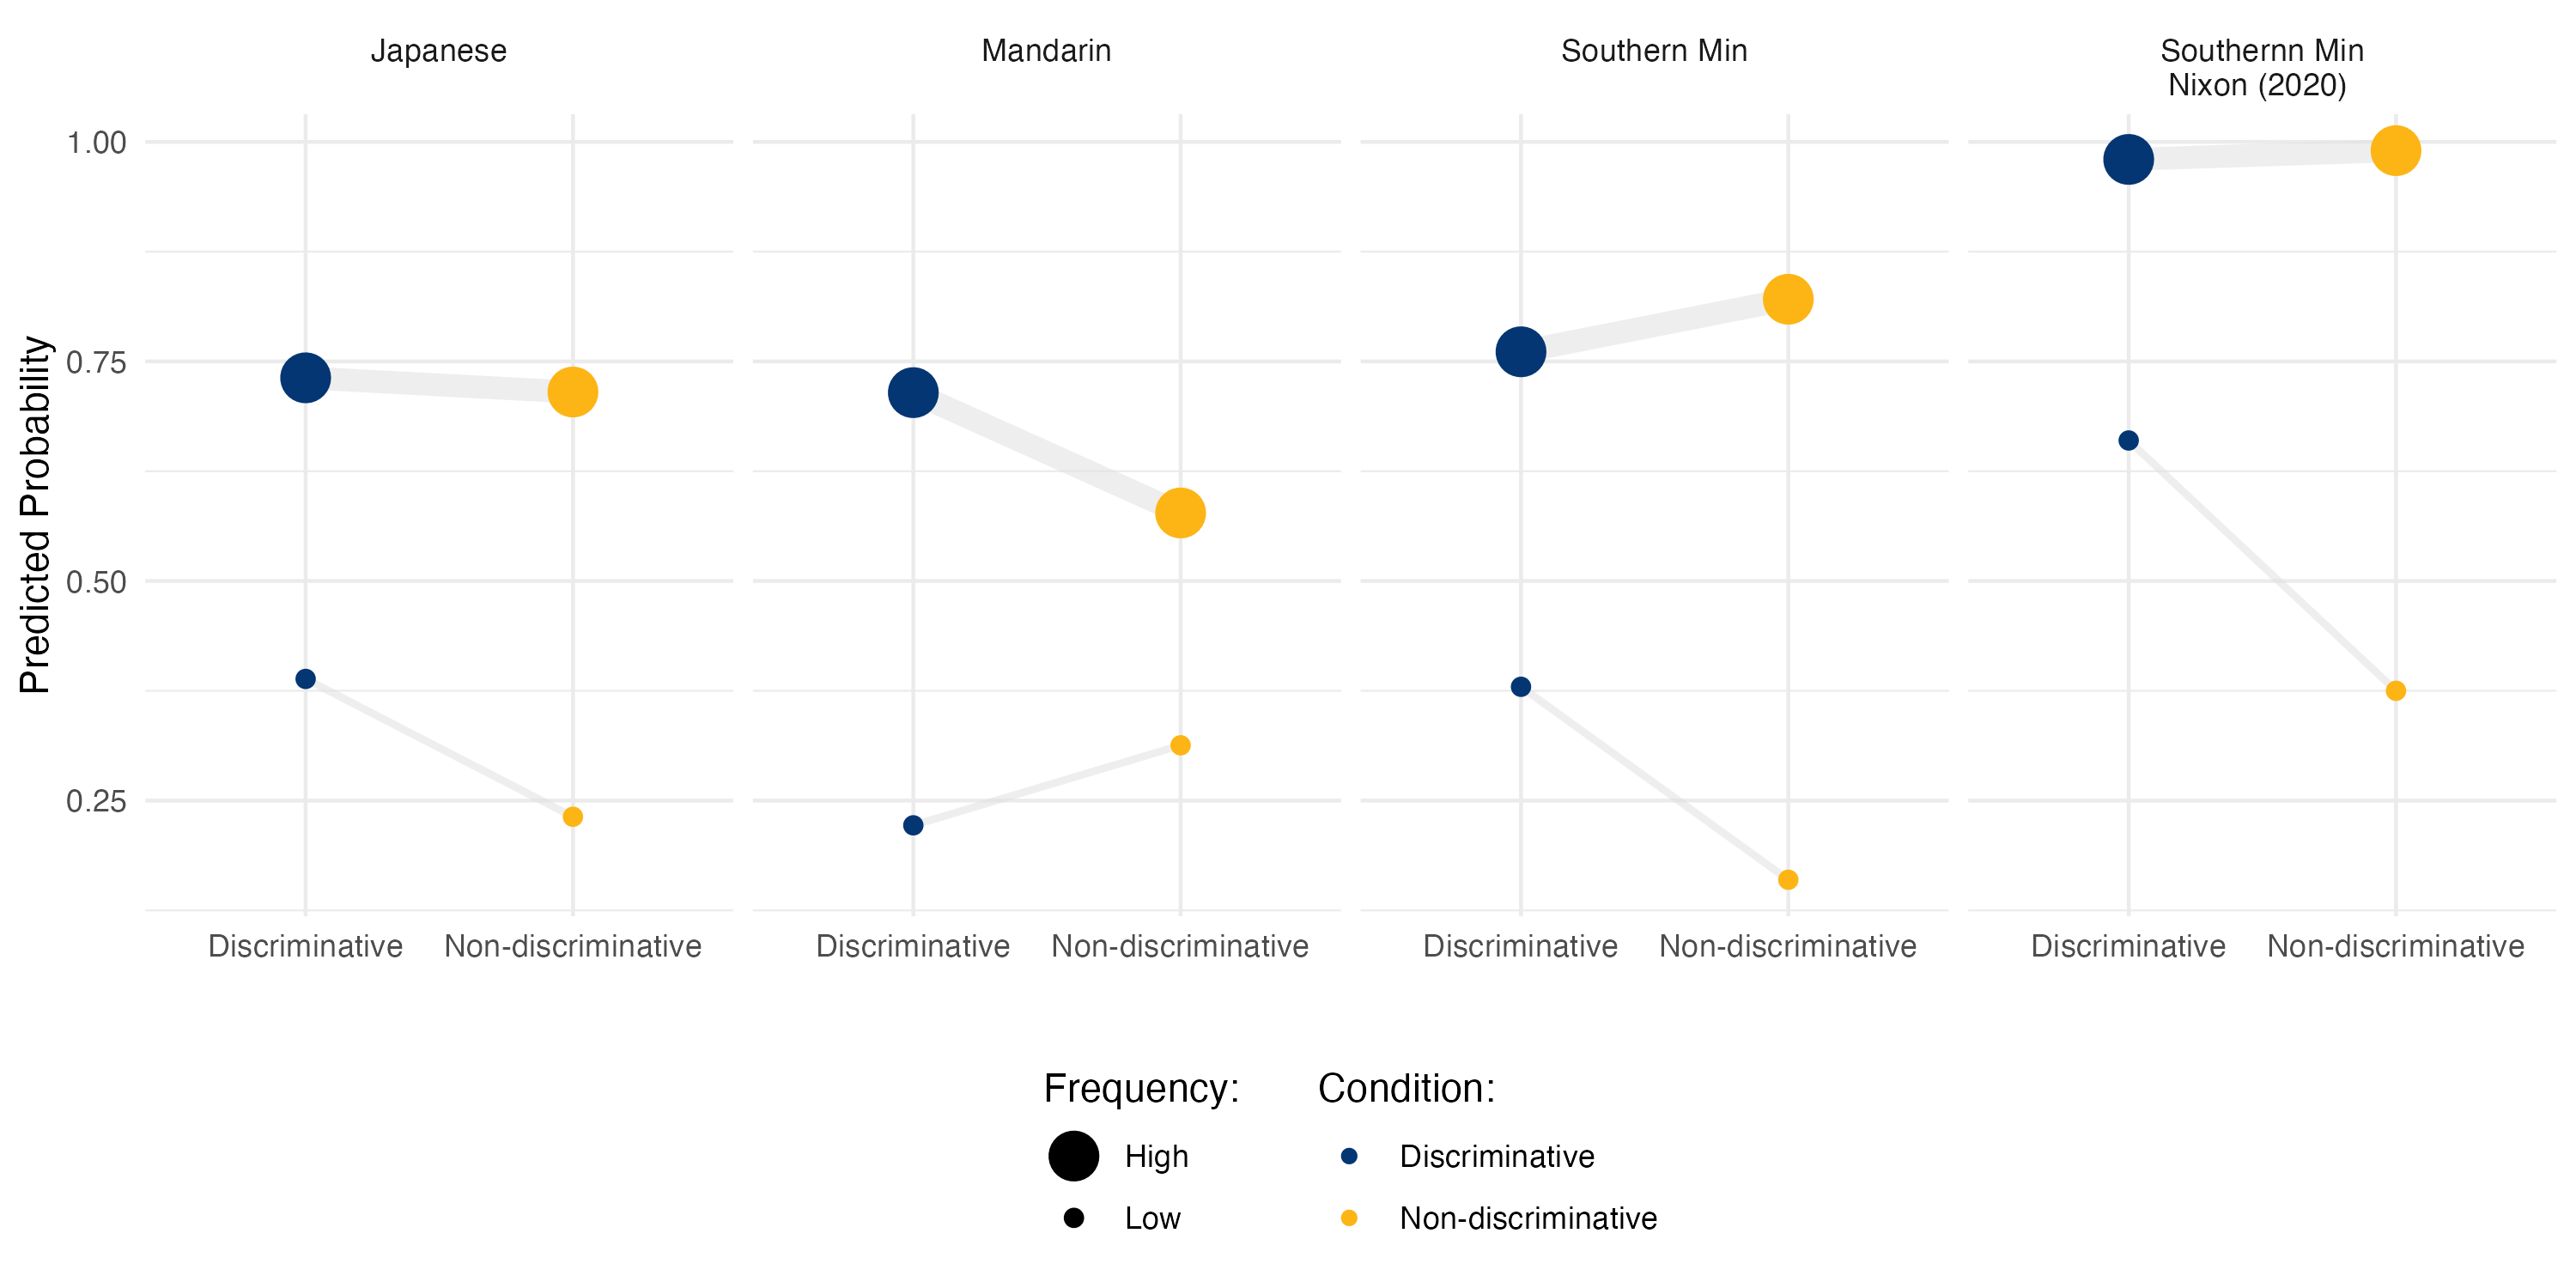 Japanese
Mandarin
Southern Min
Southernn Min
Nixon (2020)
Predicted Probability
1.00
0.75
0.50
0.25
Discriminative Non-discriminative
Discriminative Non-discriminative
Discriminative Non-discriminative
Discriminative Non-discriminative
Frequency:
High
Low
Condition:
Discriminative
Non-discriminative